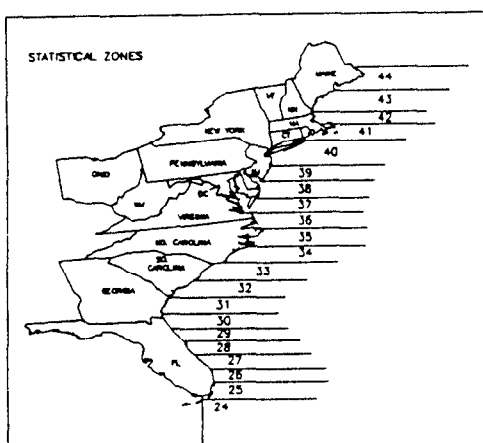 STATISTICAL ZONES
MAINE
44
VT
NH
43
42
MA
41
NEW YORK
CT
40
PENNSYLVANIA
NJ
39
OHIO
38
DC
WV
37
VIRGINIA
36
NO. CAROLINA
35
34
SO.
CAROLINA
33
GEORGIA
32
31
30
29
28
FL
27
26
25
24